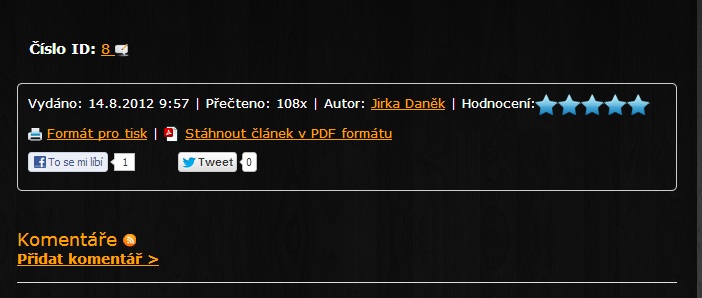 Číslo ID: 8
Vydáno: 14.8.2012 9:57 | Přečteno: 108x | Autor: Jirka Daněk | Hodnocení:
Formát pro tisk | Stáhnout článek v PDF formátu
To se mi líbí 1 Tweet 0
Komentáře
Přidat komentář >